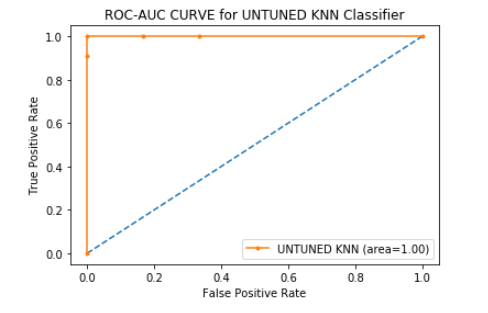 ROC-AUC CURVE for UNTUNED KNN Classifier
1.0
0.8
0.6
0.4
0.2
0.0
True Positive Rate
UNTUNED KNN (area=1.00)
0.0 0.2 0.4 0.6 0.8 1.0
False Positive Rate